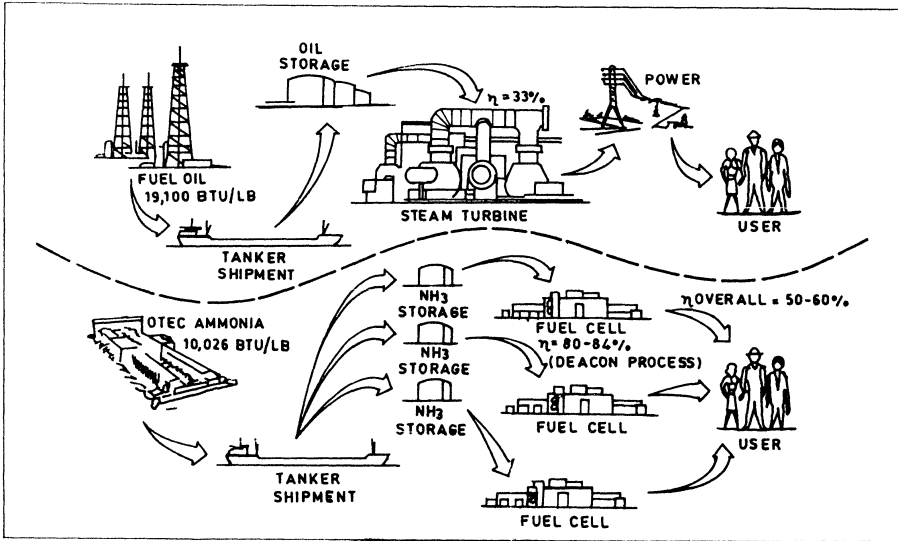 OIL
STORAGE
η = 33%
POWER
FUEL OIL
19,100 BTU/LB
STEAM TURBINE
USER
TANKER
SHIPMENT
OTEC AMMONIA
10,026 BTU/LB
NH3
STORAGE
NH3
STORAGE
NH3
STORAGE
FUEL CELL
η = 80-84%
(DEACON PROCESS)
η OVERALL = 50-60%
FUEL CELL
USER
TANKER
SHIPMENT
FUEL CELL